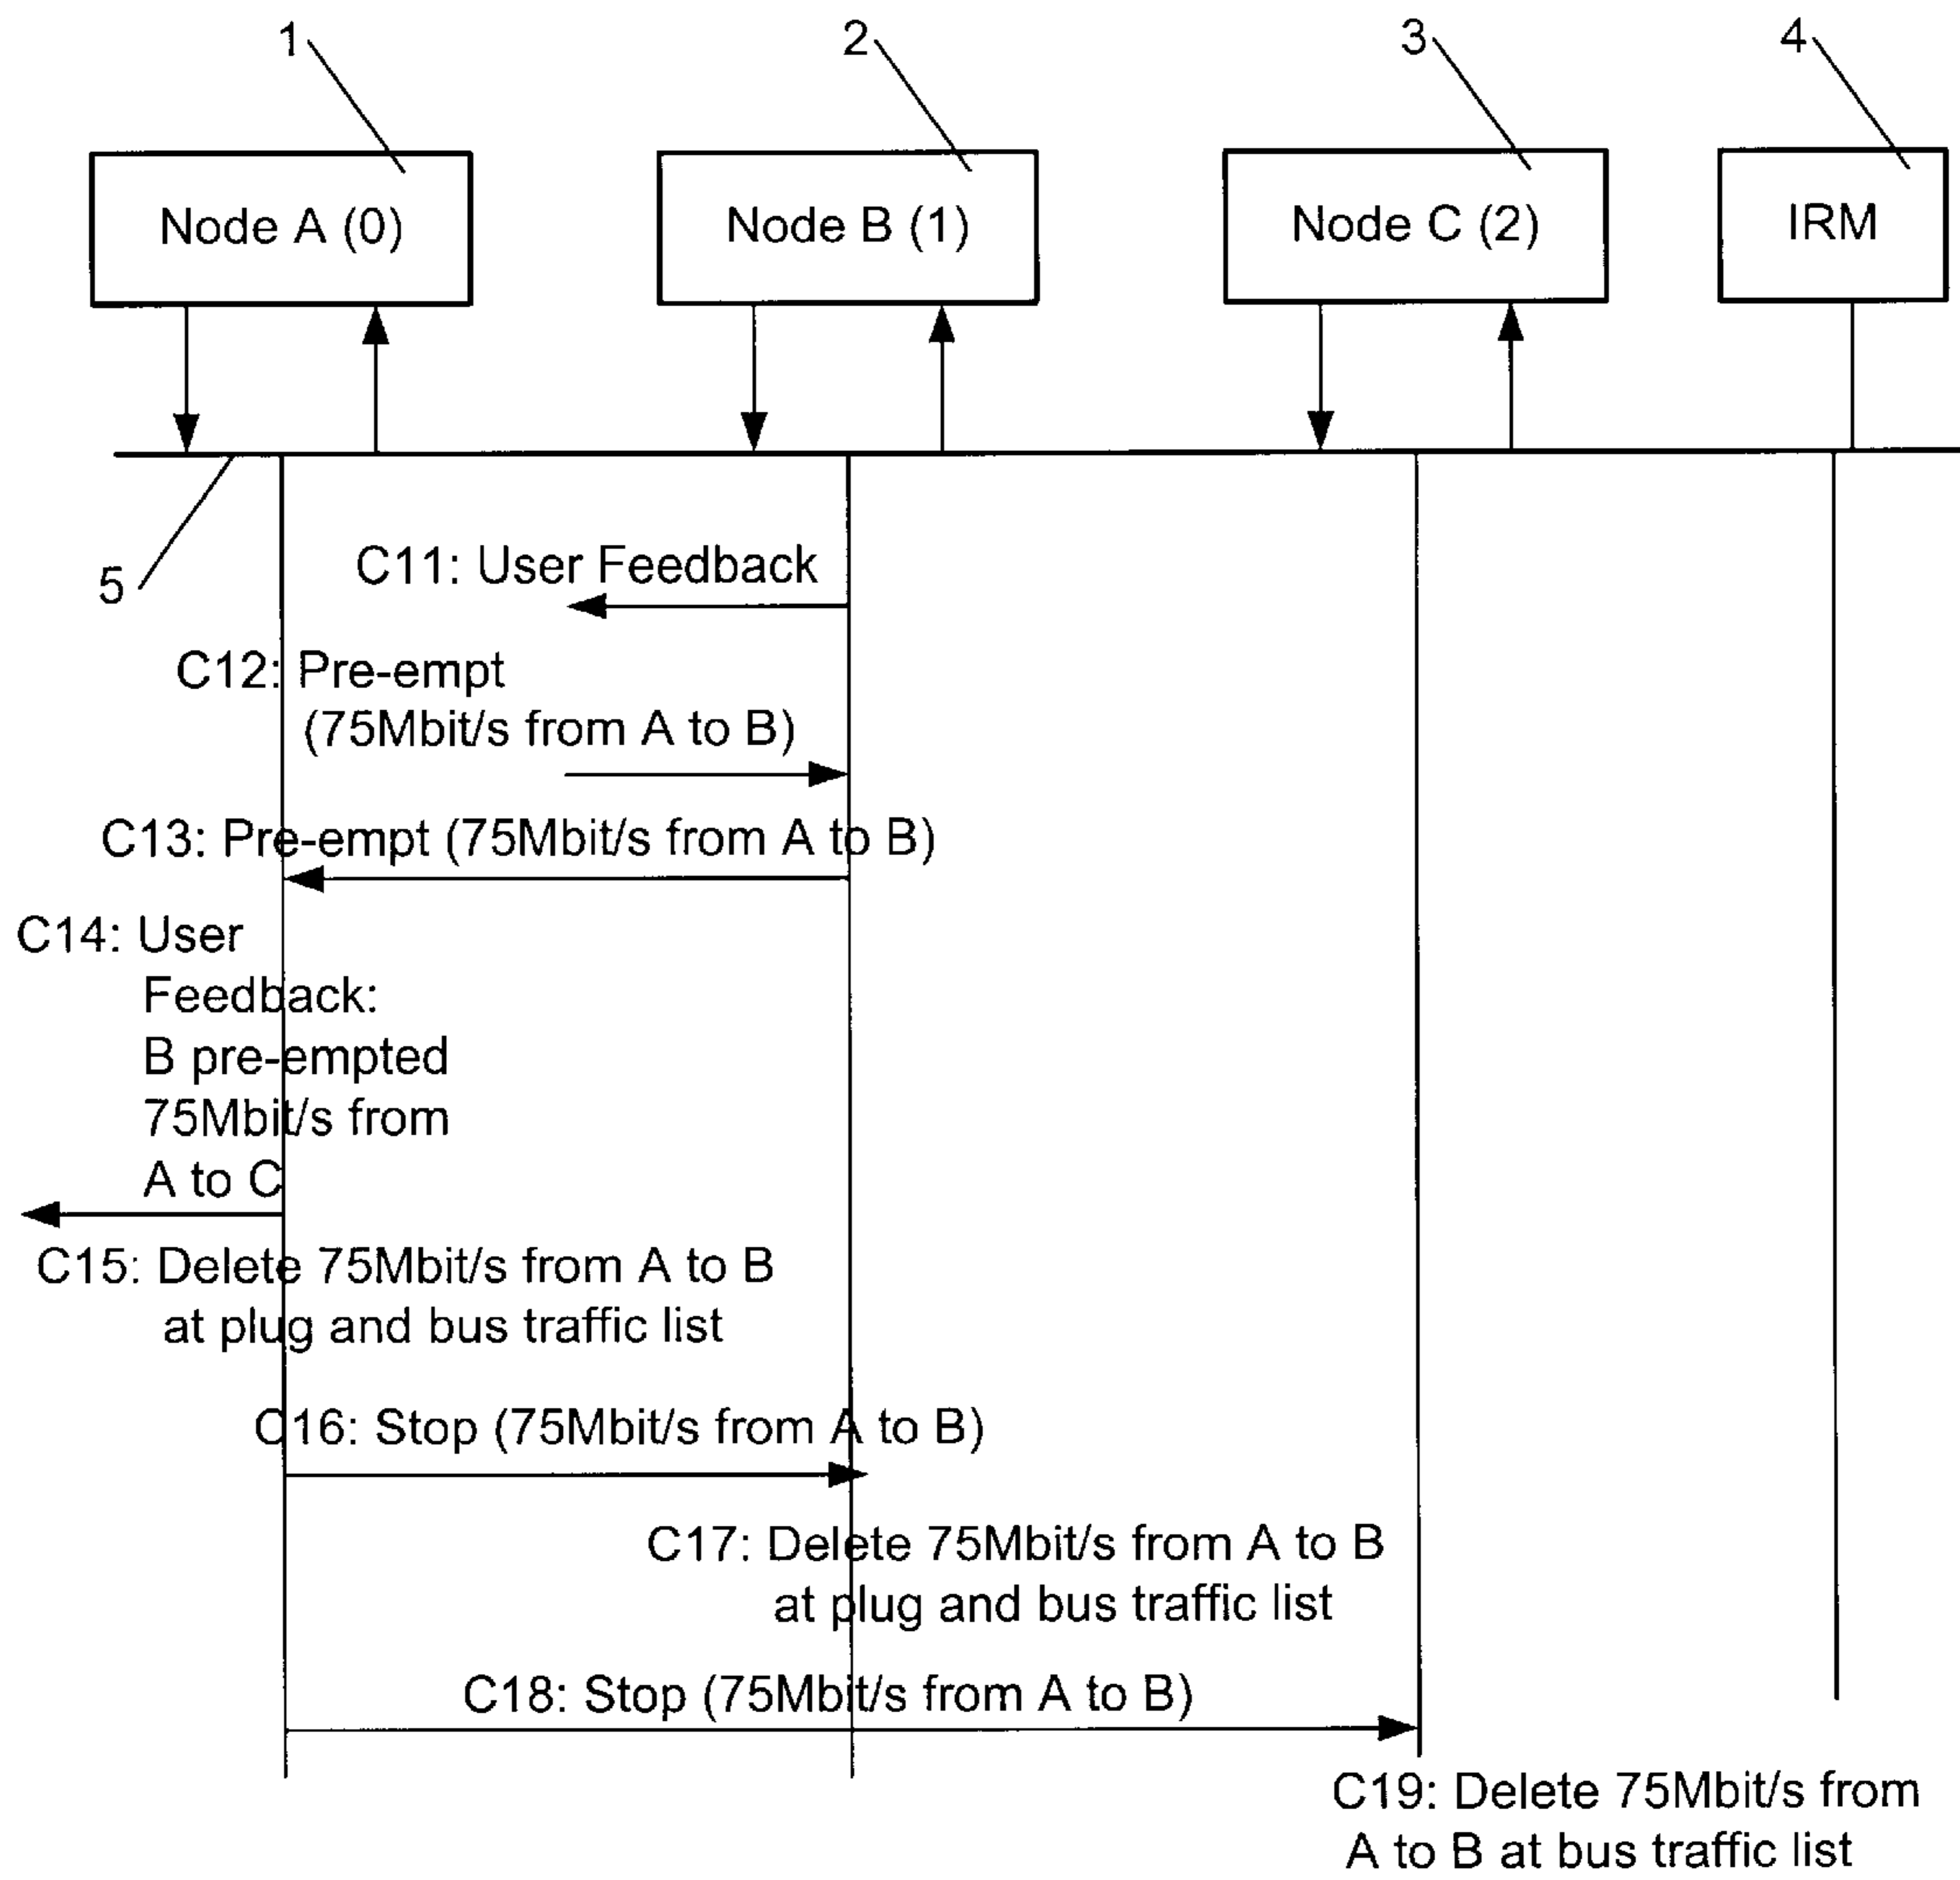 1
2
3
4
Node A (0)
Node B (1)
Node C (2)
IRM
5
C11: User Feedback
C12: Pre-empt
(75Mbit/s from A to B)
C13: Pre-empt (75Mbit/s from A to B)
C14: User
Feedback:
B pre-empted
75Mbit/s from
A to C
C15: Delete 75Mbit/s from A to B
at plug and bus traffic list
C16: Stop (75Mbit/s from A to B)
C17: Delete 75Mbit/s from A to B
at plug and bus traffic list
C18: Stop (75Mbit/s from A to B)
C19: Delete 75Mbit/s from
A to B at bus traffic list